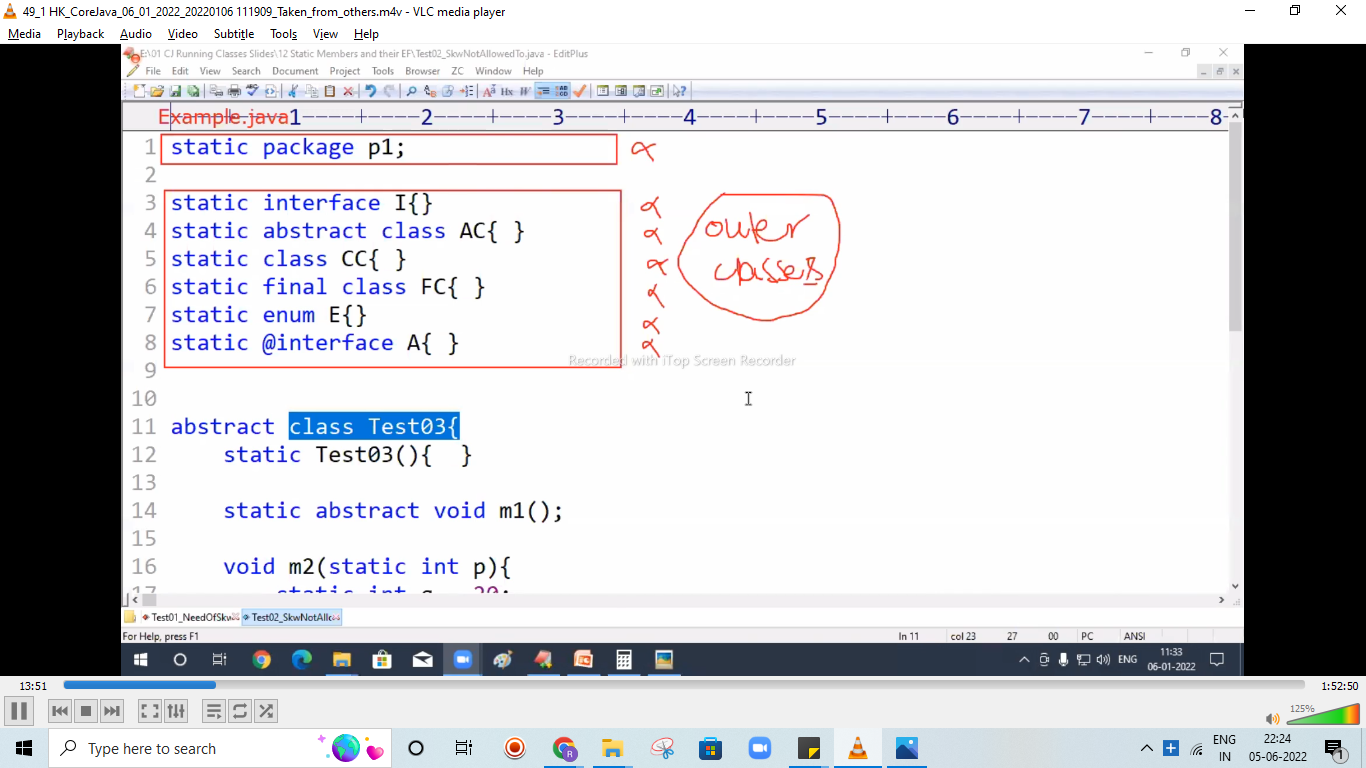 49_1 HK_CoreJava_06_01_2022_20220106 111909_Taken_from_others.m4v - VLC media player
Media Playback Audio Video Subtitle Tools View Help
E:\01 CJ Running Classes Slides\12 Static Members and their EF\Test02_SkwNotAllowedTo.java - EditPlus
File Edit View Search Document Project Tools Browser ZC Window Help
Example.java
1----+----2----+----3----+----4----+----5----+----6----+----7----+----8-
1 static package p1;
2
3 static interface I{}
4 static abstract class AC{ }
5 static class CC{ }
6 static final class FC{ }
7 static enum E{}
8 static @interface A{ }
9
outer
classes
Recorded with iTop Screen Recorder
10
11 abstract class Test03{
12 static Test03(){ }
13
14 static abstract void m1();
15
16 void m2(static int p){
17 static int q = 20;
Test01_NeedOfSkw Test02_SkwNotAllo
For Help, press F1 ln 11 col 23 27 00 PC ANSI
ENG 11:33
06-01-2022
13:51 1:52:50
125%
Type here to search
ENG 22:24
IN 05-06-2022
1